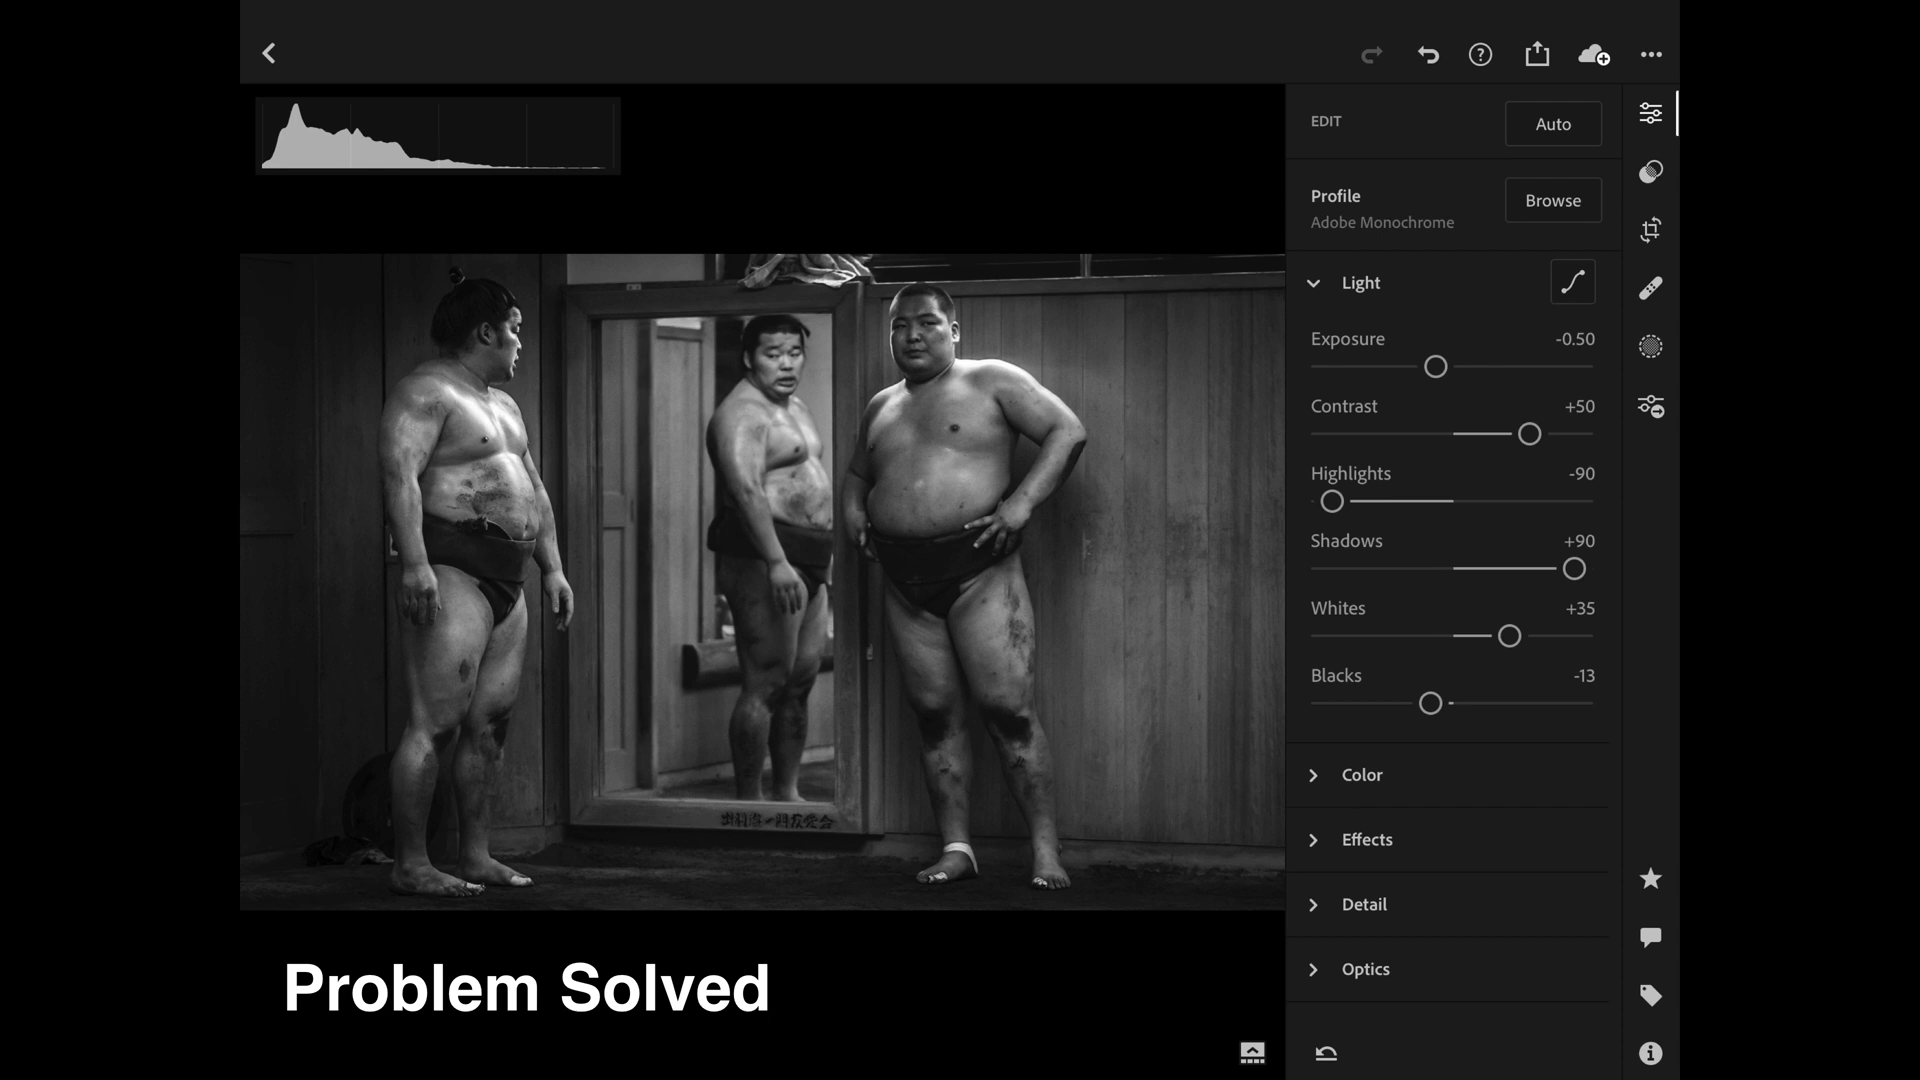 EDIT
Auto
Profile
Adobe Monochrome
Browse
Light
Exposure -0.50
Contrast +50
Highlights -90
Shadows +90
Whites +35
Blacks -13
Color
Effects
Detail
Optics
Problem Solved